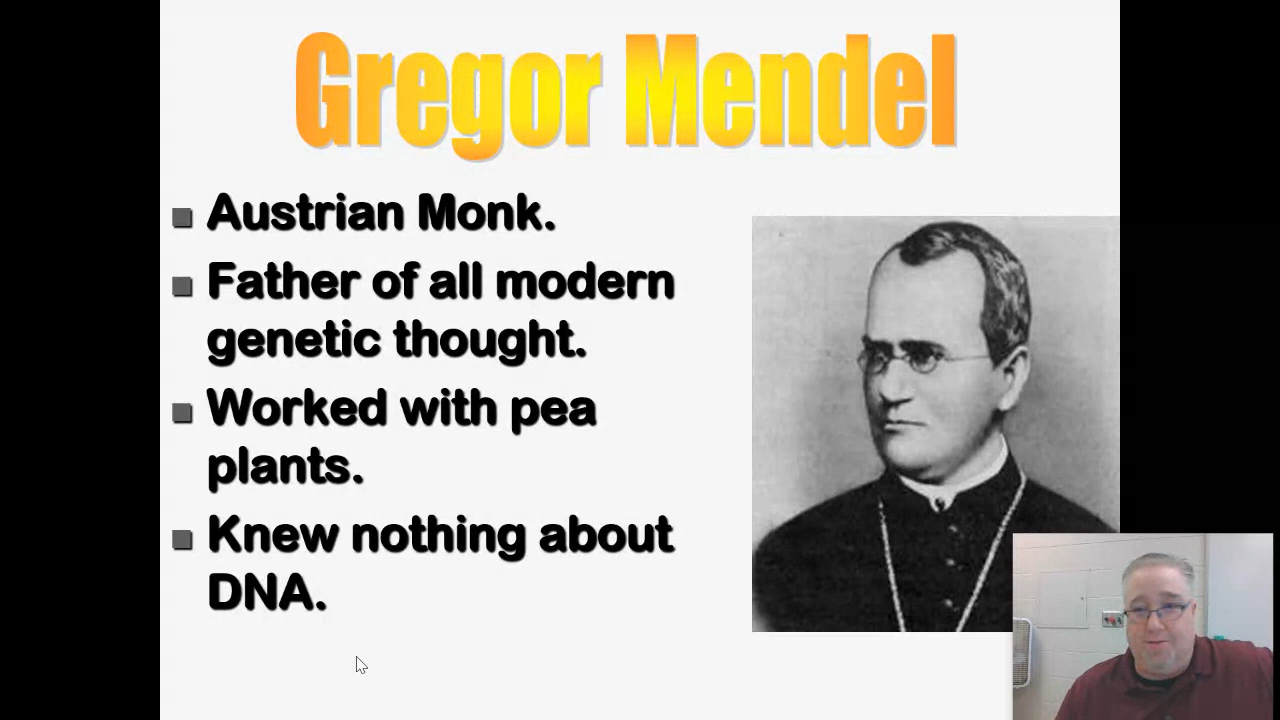 Gregor Mendel
Austrian Monk.
Father of all modern
genetic thought.
Worked with pea
plants.
Knew nothing about
DNA.